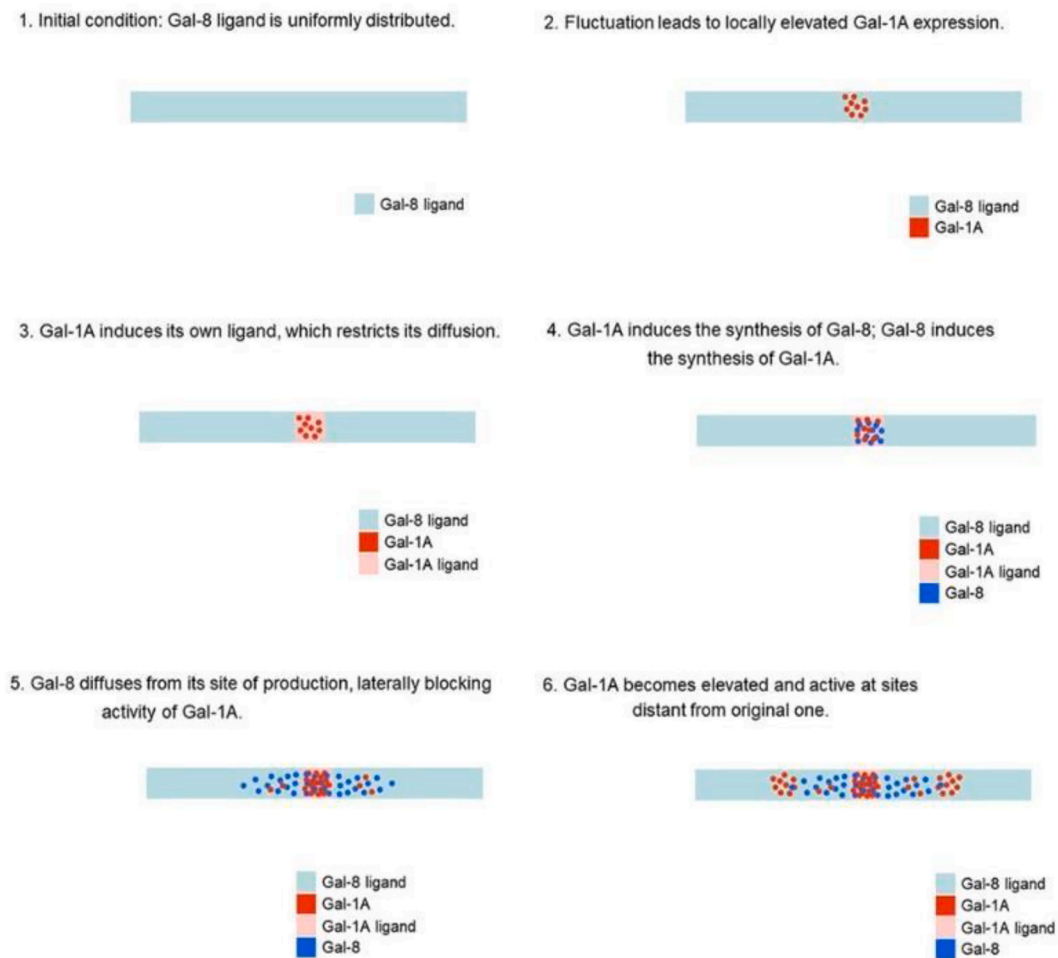 1. Initial condition: Gal-8 ligand is uniformly distributed.
Gal-8 ligand
2. Fluctuation leads to locally elevated Gal-1A expression.
Gal-8 ligand
Gal-1A
3. Gal-1A induces its own ligand, which restricts its diffusion.
Gal-8 ligand
Gal-1A
Gal-1A ligand
4. Gal-1A induces the synthesis of Gal-8; Gal-8 induces
the synthesis of Gal-1A.
Gal-8 ligand
Gal-1A
Gal-1A ligand
Gal-8
5. Gal-8 diffuses from its site of production, laterally blocking
activity of Gal-1A.
Gal-8 ligand
Gal-1A
Gal-1A ligand
Gal-8
6. Gal-1A becomes elevated and active at sites
distant from original one.
Gal-8 ligand
Gal-1A
Gal-1A ligand
Gal-8